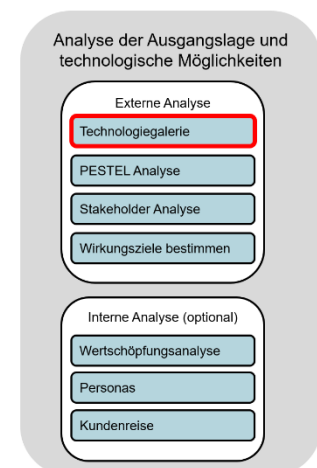 Analyse der Ausgangslage und
technologische Möglichkeiten
Externe Analyse
Technologiegalerie
PESTEL Analyse
Stakeholder Analyse
Wirkungsziele bestimmen
Interne Analyse (optional)
Wertschöpfungsanalyse
Personas
Kundenreise